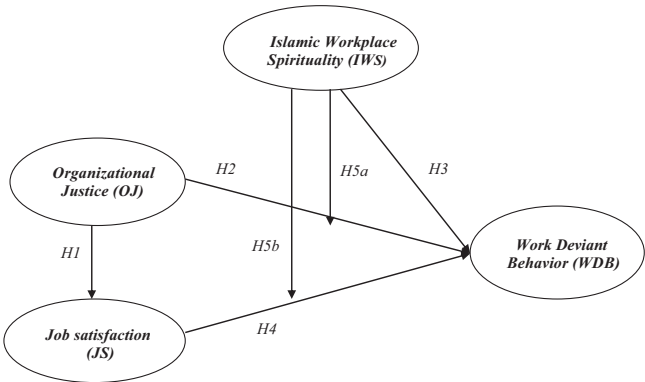 Islamic Workplace
Spirituality (IWS)
Organizational
Justice (OJ)
H2
H5a
H3
H1
H5b
Work Deviant
Behavior (WDB)
Job satisfaction
(JS)
H4